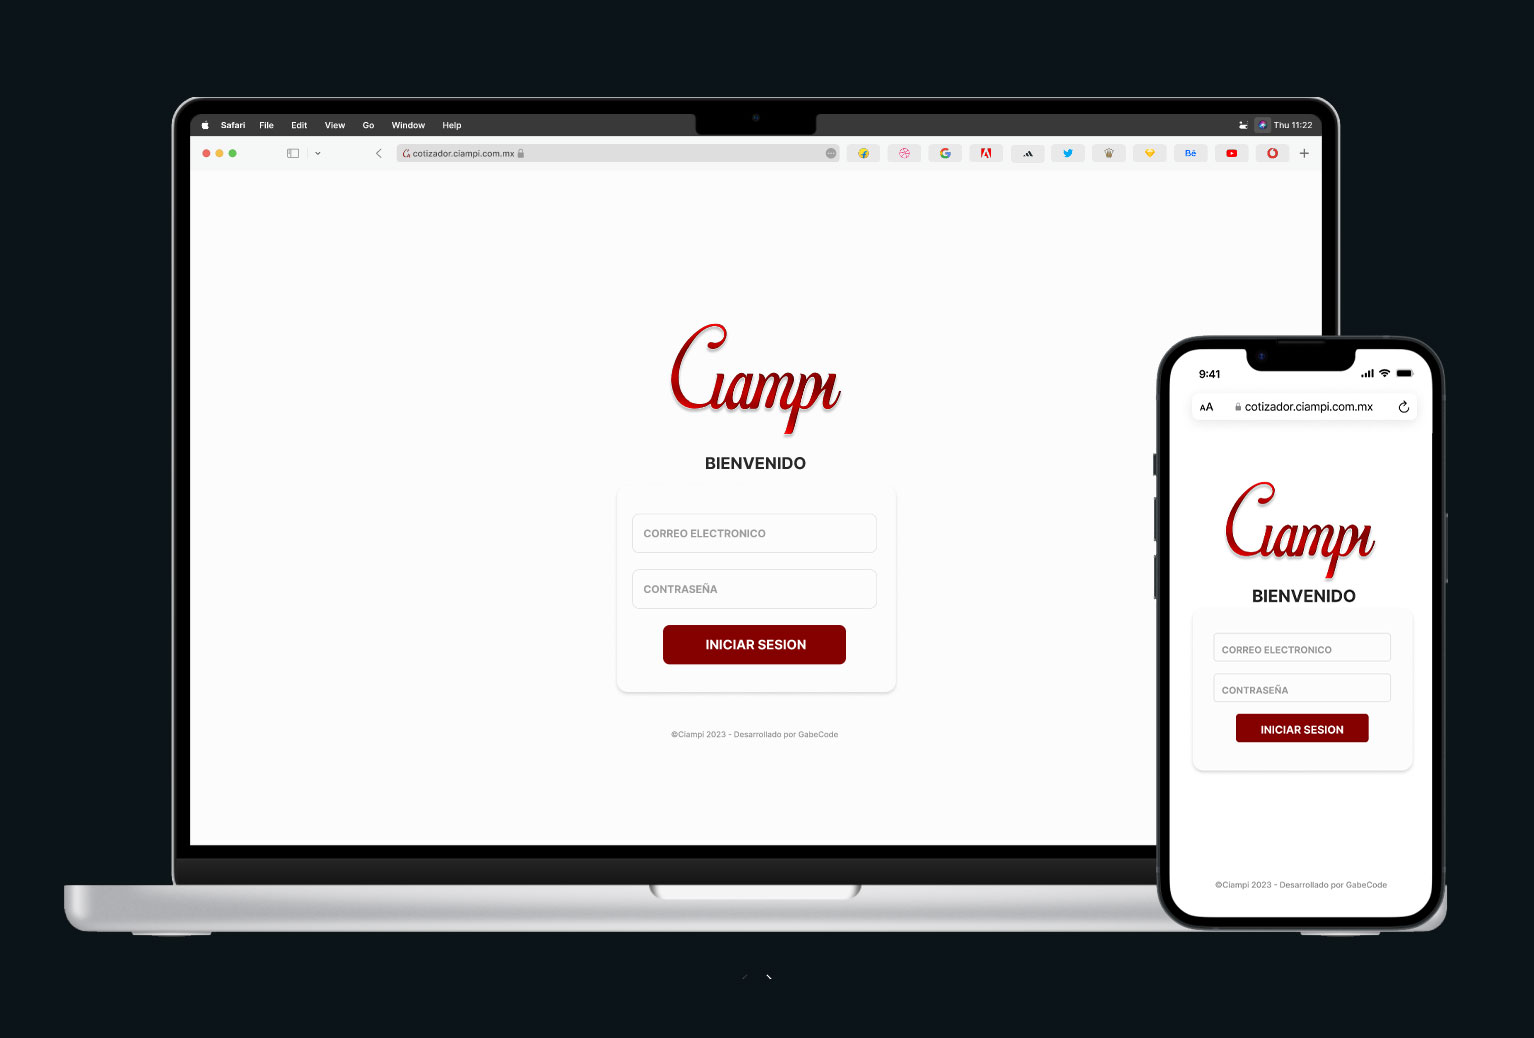 Safari File Edit View Go Window Help Thu 11:22
cotizador.ciampi.com.mx Bē
Ciampi
BIENVENIDO
CORREO ELECTRONICO
CONTRASEÑA
INICIAR SESION
©Ciampi 2023 - Desarrollado por GabeCode
9:41
AA cotizador.ciampi.com.mx
Ciampi
BIENVENIDO
CORREO ELECTRONICO
CONTRASEÑA
INICIAR SESION
©Ciampi 2023 - Desarrollado por GabeCode